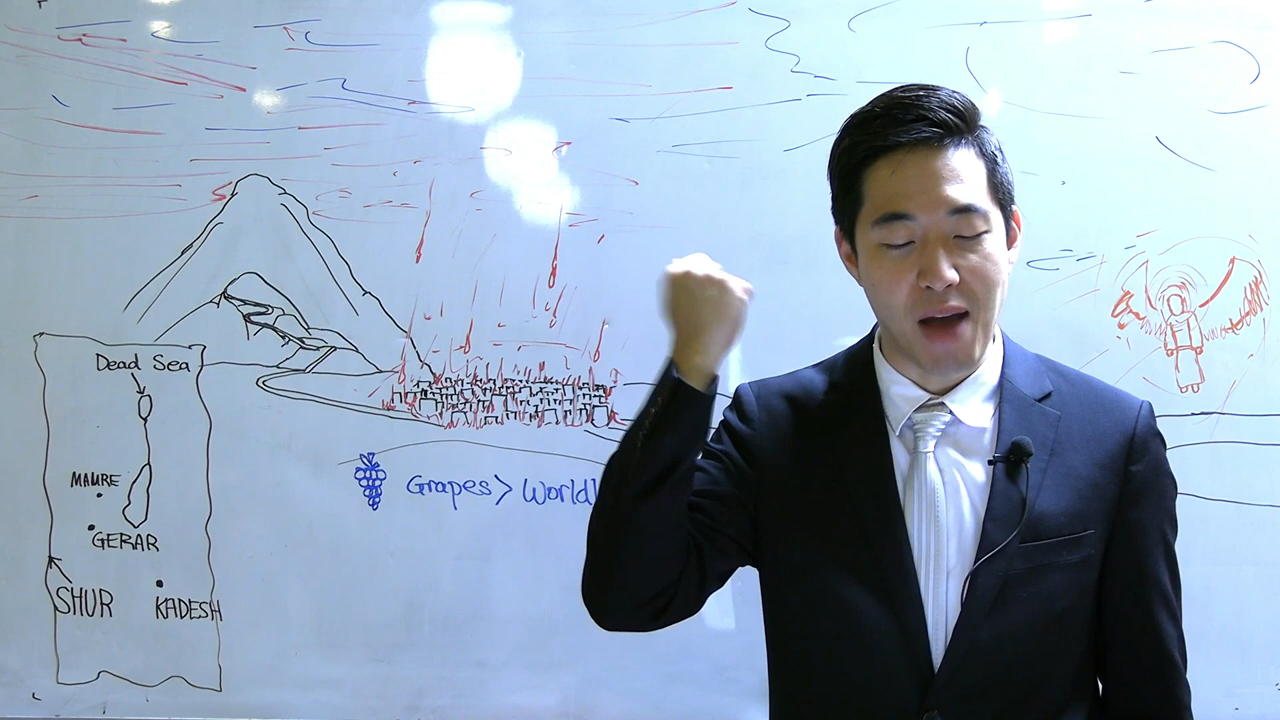 Dead Sea
MAMRE
GERAR
SHUR
KADESH
Grapes > World